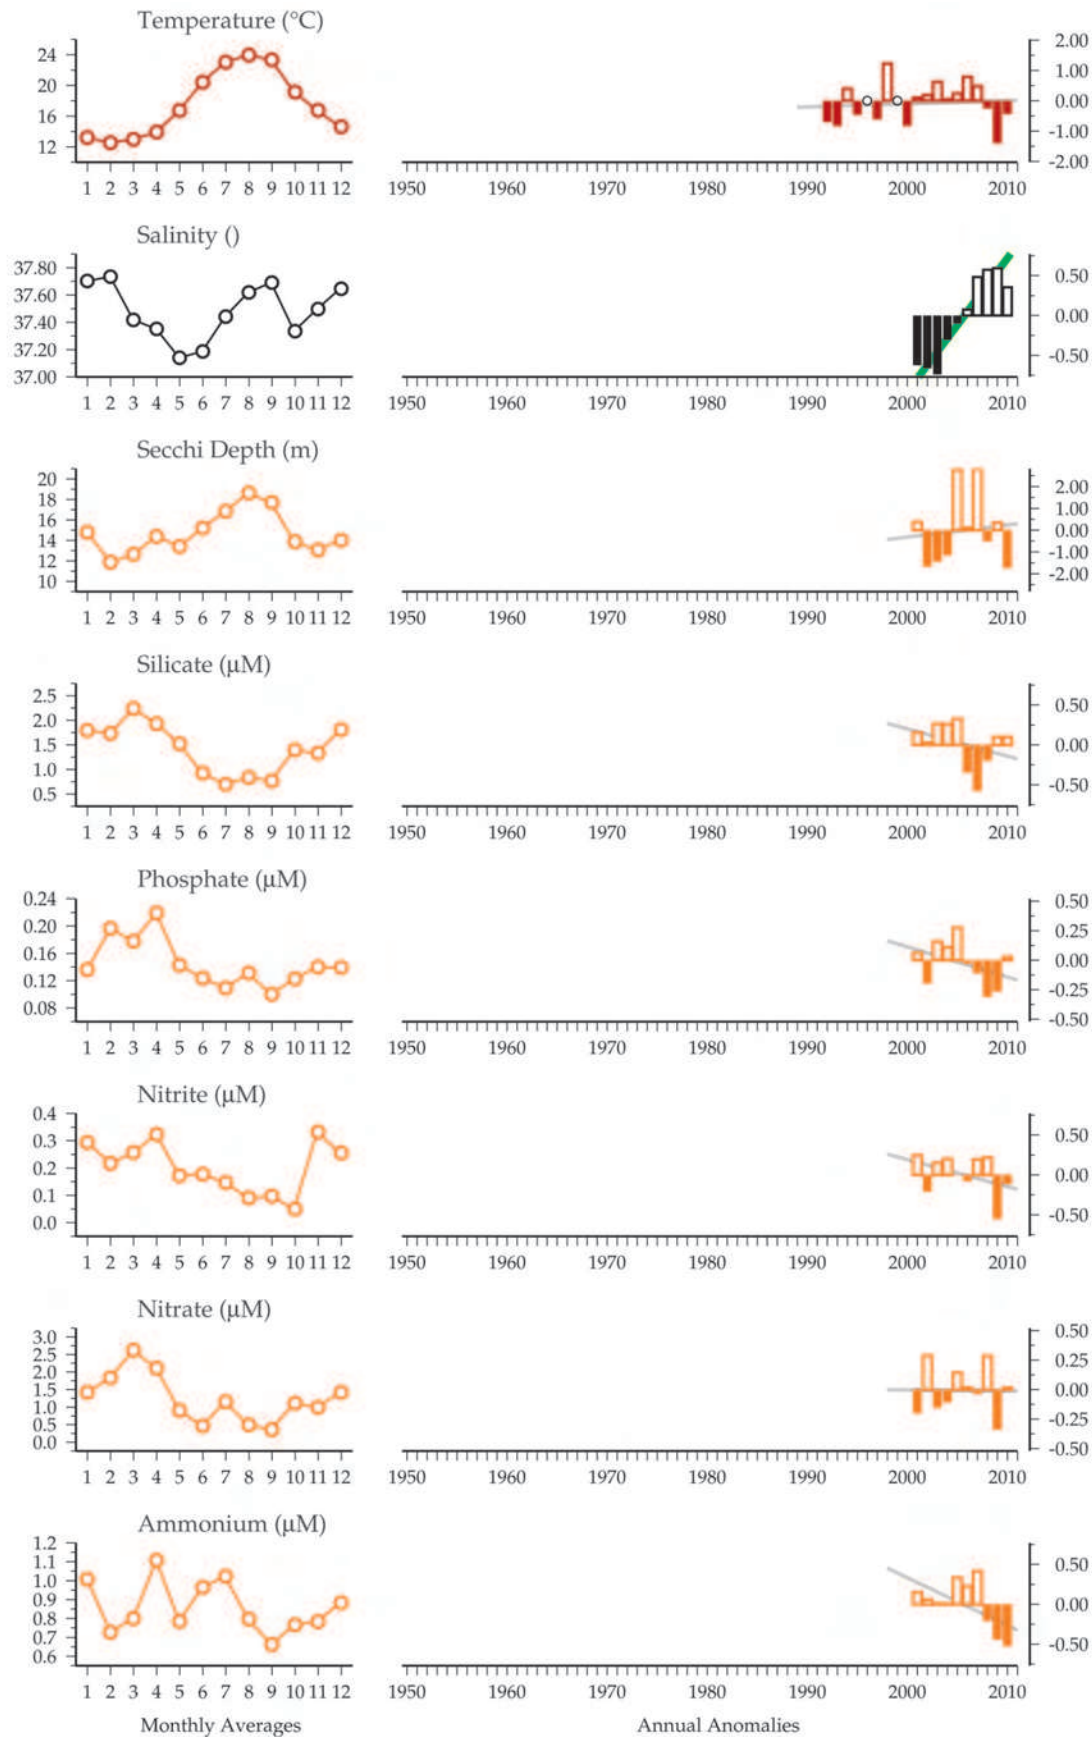 Temperature (°C)
24
20
16
12
2.00
1.00
0.00
-1.00
-2.00
1 2 3 4 5 6 7 8 9 10 11 12
1950 1960 1970 1980 1990 2000 2010
Salinity ()
37.80
37.60
37.40
37.20
37.00
0.50
0.00
-0.50
1 2 3 4 5 6 7 8 9 10 11 12
1950 1960 1970 1980 1990 2000 2010
Secchi Depth (m)
20
18
16
14
12
10
2.00
1.00
0.00
-1.00
-2.00
1 2 3 4 5 6 7 8 9 10 11 12
1950 1960 1970 1980 1990 2000 2010
Silicate (µM)
2.5
2.0
1.5
1.0
0.5
0.50
0.00
-0.50
1 2 3 4 5 6 7 8 9 10 11 12
1950 1960 1970 1980 1990 2000 2010
Phosphate (µM)
0.24
0.20
0.16
0.12
0.08
0.50
0.25
0.00
-0.25
-0.50
1 2 3 4 5 6 7 8 9 10 11 12
1950 1960 1970 1980 1990 2000 2010
Nitrite (µM)
0.4
0.3
0.2
0.1
0.0
0.50
0.00
-0.50
1 2 3 4 5 6 7 8 9 10 11 12
1950 1960 1970 1980 1990 2000 2010
Nitrate (µM)
3.0
2.5
2.0
1.5
1.0
0.5
0.0
0.50
0.25
0.00
-0.25
-0.50
1 2 3 4 5 6 7 8 9 10 11 12
1950 1960 1970 1980 1990 2000 2010
Ammonium (µM)
1.2
1.1
1.0
0.9
0.8
0.7
0.6
0.50
0.00
-0.50
1 2 3 4 5 6 7 8 9 10 11 12
1950 1960 1970 1980 1990 2000 2010
Monthly Averages
Annual Anomalies